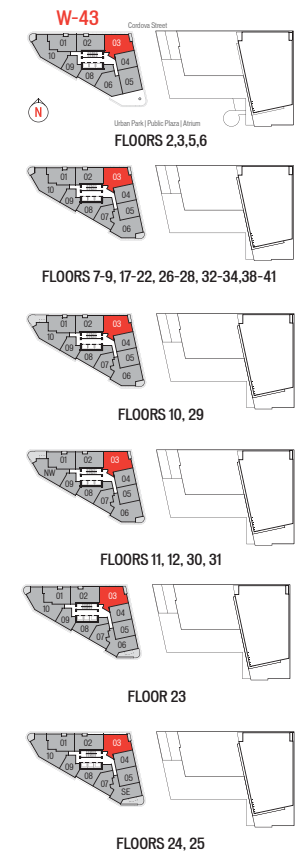 W-43
Cordova Street
01 02 03
10 09 08 07 06 05 04
N
Urban Park | Public Plaza | Atrium
FLOORS 2,3,5,6
01 02 03
10 09 08 07 06 05 04
FLOORS 7-9, 17-22, 26-28, 32-34,38-41
01 02 03
10 09 08 07 06 05 04
FLOORS 10, 29
01 02 03
NW 09 08 07 06 05 04
FLOORS 11, 12, 30, 31
01 02 03
10 09 08 07 06 05 04
FLOOR 23
01 02 03
10 09 08 07 SE 05 04
FLOORS 24, 25